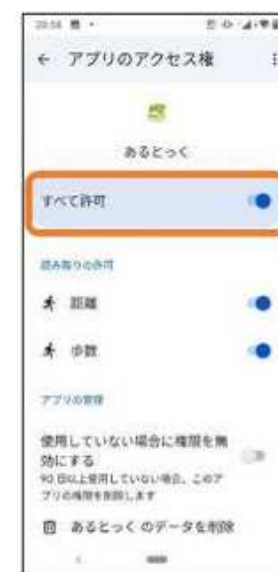 アプリのアクセス権
あるとっく
すべて許可
読み取りの許可
距離
歩数
アプリの管理
使用していない場合に権限を無
効にする
90 日以上使用していない場合、このア
プリの権限を削除します
あるとっく のデータを削除